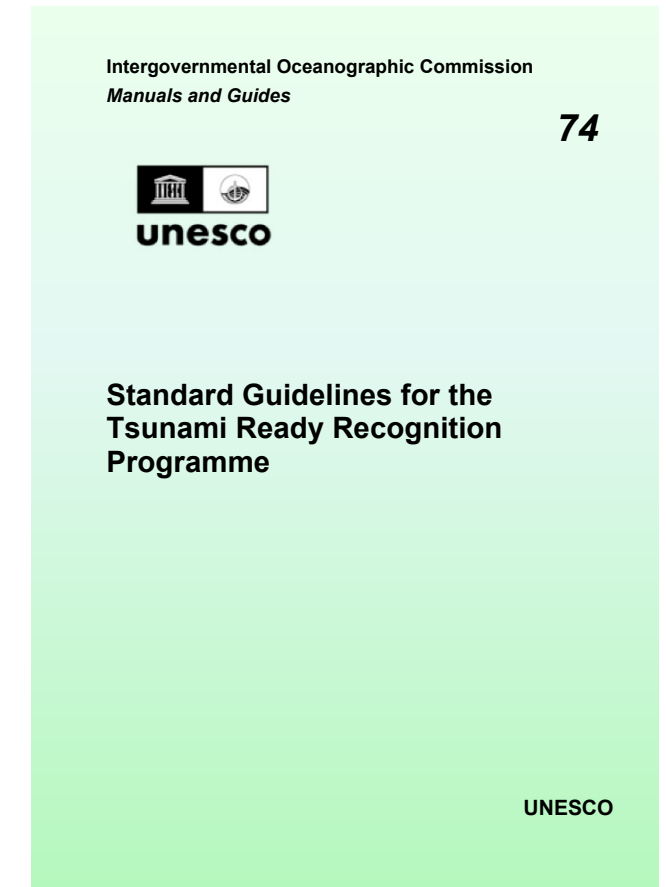 Intergovernmental Oceanographic Commission
Manuals and Guides
74
unesco
Standard Guidelines for the
Tsunami Ready Recognition
Programme
UNESCO